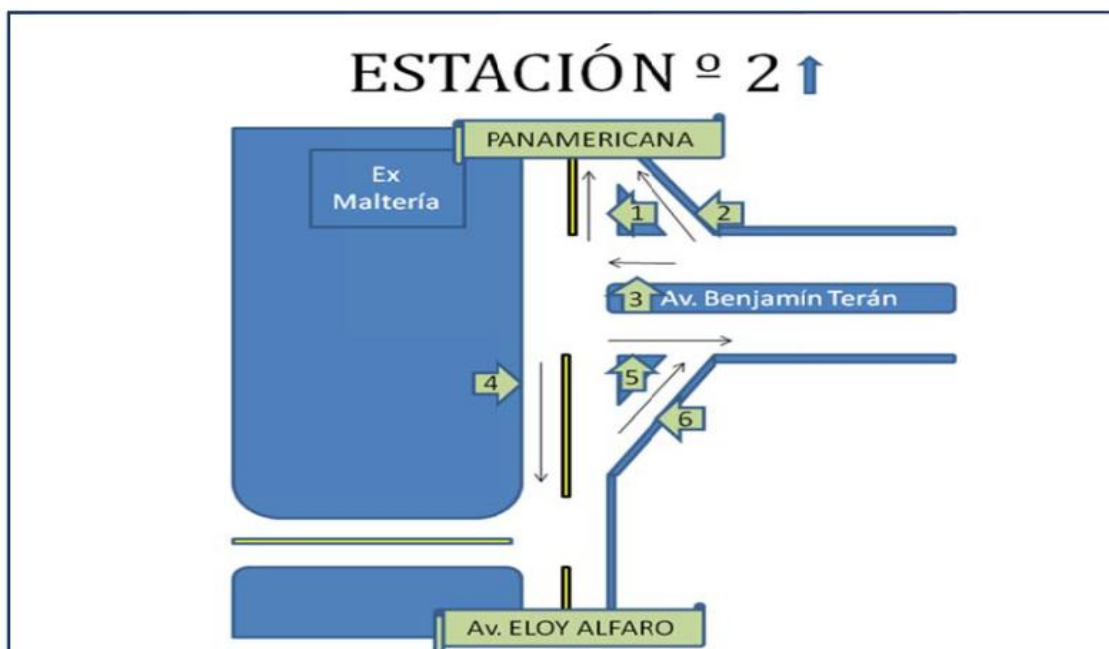 ESTACIÓN º 2
PANAMERICANA
Ex
Maltería
1
2
3
Av. Benjamín Terán
4
5
6
Av. ELOY ALFARO